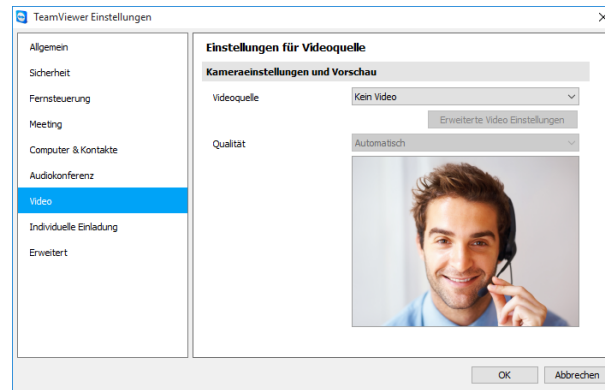 TeamViewer Einstellungen
Allgemein
Sicherheit
Fernsteuerung
Meeting
Computer & Kontakte
Audiokonferenz
Video
Individuelle Einladung
Erweitert
Einstellungen für Videoquelle
Kameraeinstellungen und Vorschau
Videoquelle Kein Video
Erweiterte Video Einstellungen
Qualität Automatisch
OK Abbrechen